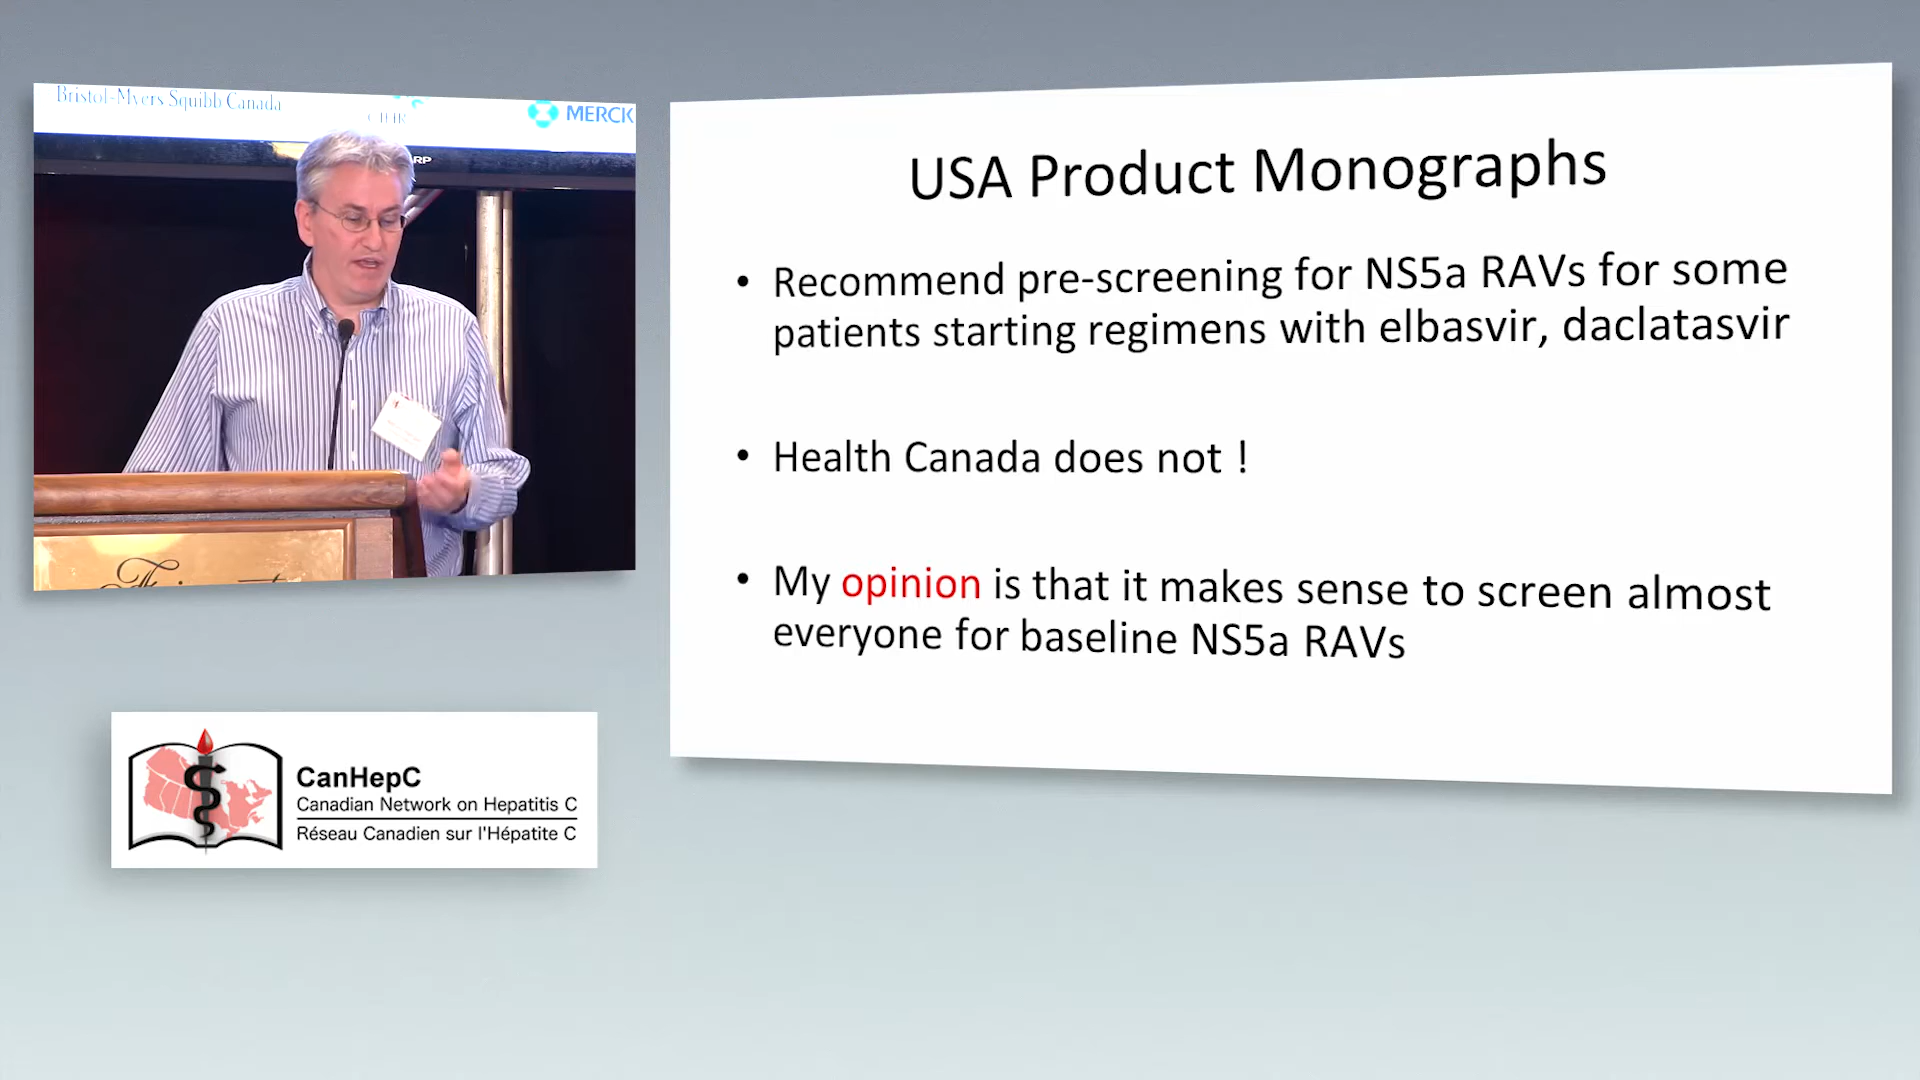 Bristol-Myers Squibb Canada
CIHR
MERCK
USA Product Monographs
• Recommend pre-screening for NS5a RAVs for some
patients starting regimens with elbasvir, daclatasvir
• Health Canada does not !
• My opinion is that it makes sense to screen almost
everyone for baseline NS5a RAVs
CanHepC
Canadian Network on Hepatitis C
Réseau Canadien sur l'Hépatite C